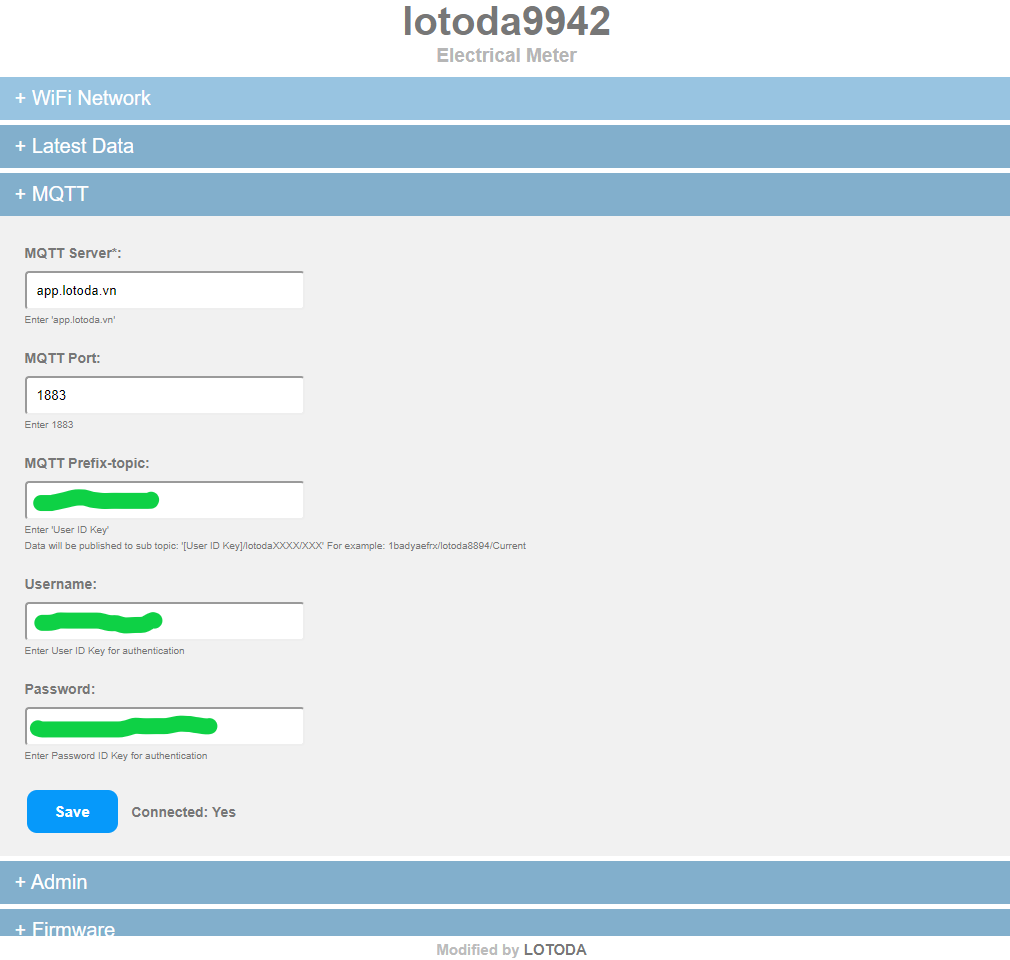 lotoda9942
Electrical Meter
+ WiFi Network
+ Latest Data
+ MQTT
MQTT Server*:
app.lotoda.vn
Enter 'app.lotoda.vn'
MQTT Port:
1883
Enter 1883
MQTT Prefix-topic:
Enter 'User ID Key'
Data will be published to sub topic: '[User ID Key]/lotodaXXXX/XXX' For example: 1badyaefrx/lotoda8894/Current
Username:
Enter User ID Key for authentication
Password:
Enter Password ID Key for authentication
Save Connected: Yes
+ Admin
+ Firmware
Modified by LOTODA